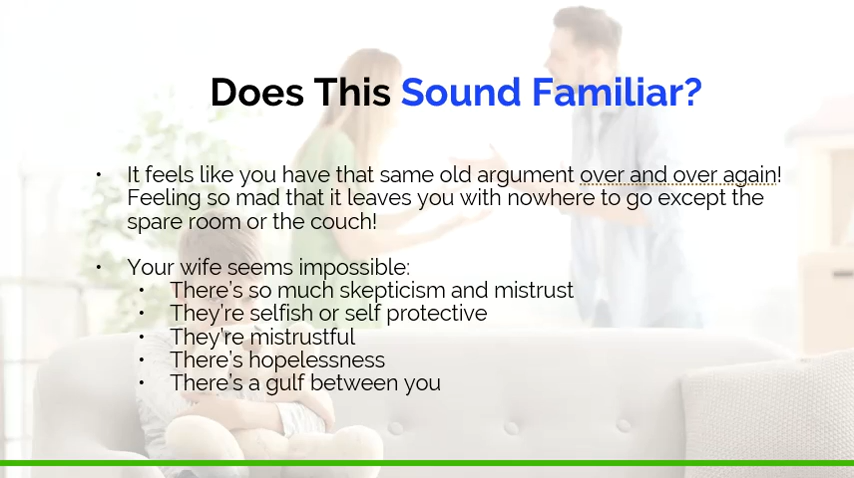 Does This Sound Familiar?
• It feels like you have that same old argument over and over again!
Feeling so mad that it leaves you with nowhere to go except the
spare room or the couch!
• Your wife seems impossible:
• There's so much skepticism and mistrust
• They're selfish or self protective
• They're mistrustful
• There's hopelessness
• There's a gulf between you